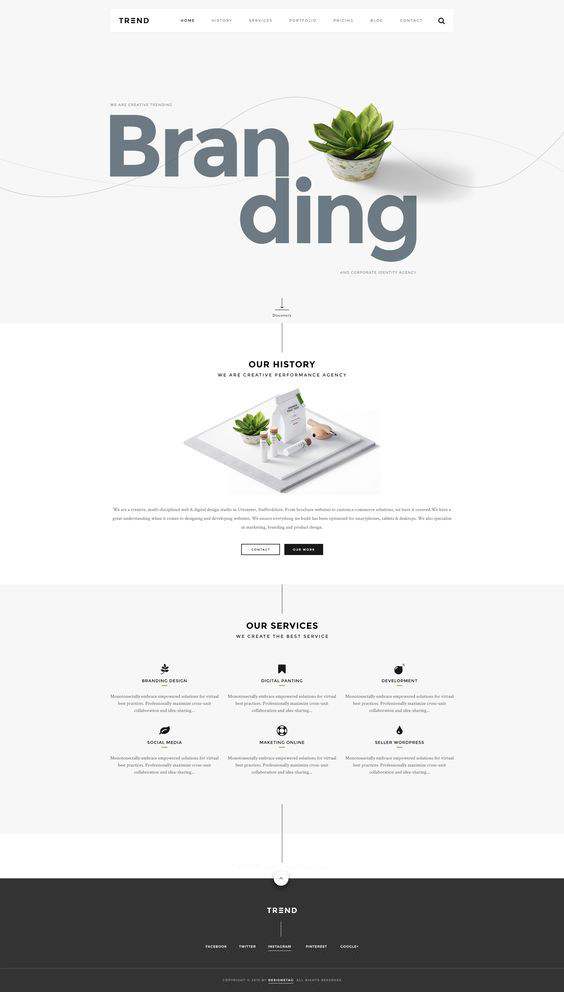 TREND
HOME HISTORY SERVICES PORTFOLIO PRICING BLOG CONTACT
WE ARE CREATIVE TRENDING
Bran
ding
AND CORPORATE IDENTITY AGENCY
OUR HISTORY
WE ARE CREATIVE PERFORMANCE AGENCY
We are a creative, multi-disciplined web & digital design studio in Uttoxeter, Staffordshire. From brochure websites to custom e-commerce solutions, we have it covered.We have a
great understanding when it comes to designing and developing websites. We ensure everything we build has been optimised for smartphones, tablets & desktops. We also specialise
in marketing, branding and product design.
CONTACT OUR WORK
OUR SERVICES
WE CREATE THE BEST SERVICE
BRANDING DESIGN DIGITAL PANTING DEVELOPMENT
Monotonectally embrace empowered solutions for virtual
best practices. Professionally maximize cross-unit
collaboration and idea-sharing...
Monotonectally embrace empowered solutions for virtual
best practices. Professionally maximize cross-unit
collaboration and idea-sharing...
Monotonectally embrace empowered solutions for virtual
best practices. Professionally maximize cross-unit
collaboration and idea-sharing...
SOCIAL MEDIA MAKETING ONLINE SELLER WORDPRESS
Monotonectally embrace empowered solutions for virtual
best practices. Professionally maximize cross-unit
collaboration and idea-sharing...
Monotonectally embrace empowered solutions for virtual
best practices. Professionally maximize cross-unit
collaboration and idea-sharing...
Monotonectally embrace empowered solutions for virtual
best practices. Professionally maximize cross-unit
collaboration and idea-sharing...
TREND
FACEBOOK TWITTER INSTAGRAM PINTEREST GOOGLE+
COPYRIGHT © 2015 BY DESIGNETAG. ALL RIGHTS RESERVED.